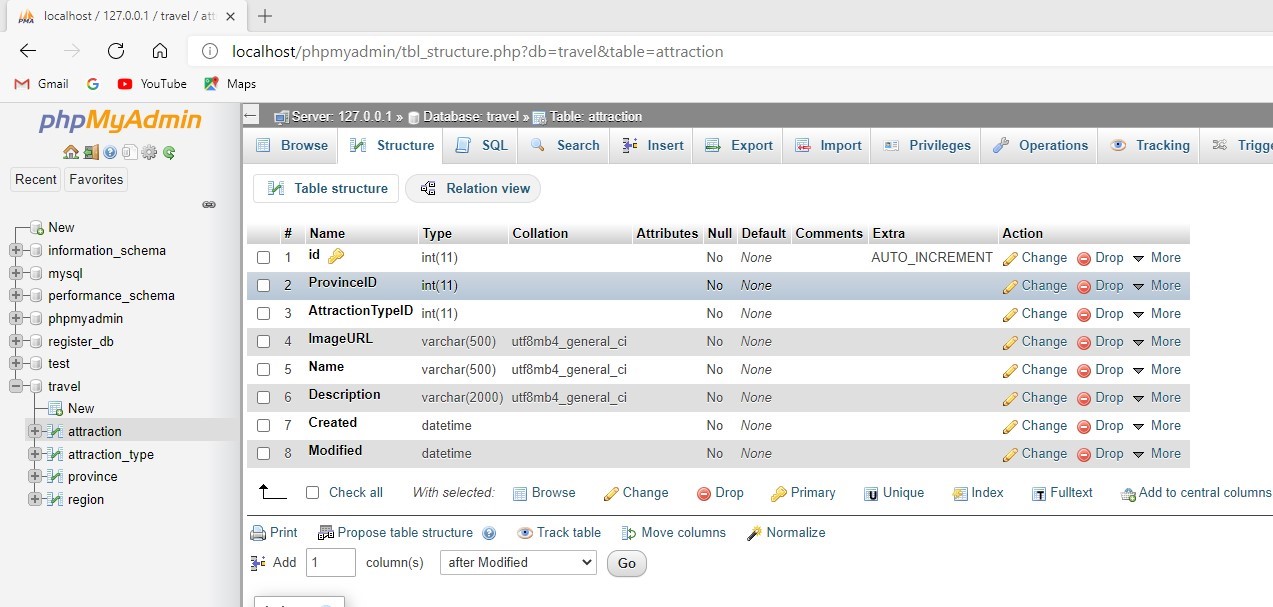 localhost / 127.0.0.1 / travel / att
localhost/phpmyadmin/tbl_structure.php?db=travel&table=attraction
Gmail YouTube Maps
phpMyAdmin
Recent Favorites
New
information_schema
mysql
performance_schema
phpmyadmin
register_db
test
travel
New
attraction
attraction_type
province
region
Server: 127.0.0.1 » Database: travel » Table: attraction
Browse Structure SQL Search Insert Export Import Privileges Operations Tracking Trigge
Table structure Relation view
# Name Type Collation Attributes Null Default Comments Extra Action
1 id int(11) No None AUTO_INCREMENT Change Drop More
2 ProvinceID int(11) No None Change Drop More
3 AttractionTypeID int(11) No None Change Drop More
4 ImageURL varchar(500) utf8mb4_general_ci No None Change Drop More
5 Name varchar(500) utf8mb4_general_ci No None Change Drop More
6 Description varchar(2000) utf8mb4_general_ci No None Change Drop More
7 Created datetime No None Change Drop More
8 Modified datetime No None Change Drop More
Check all With selected: Browse Change Drop Primary Unique Index Fulltext Add to central columns
Print Propose table structure Track table Move columns Normalize
Add 1 column(s) after Modified Go